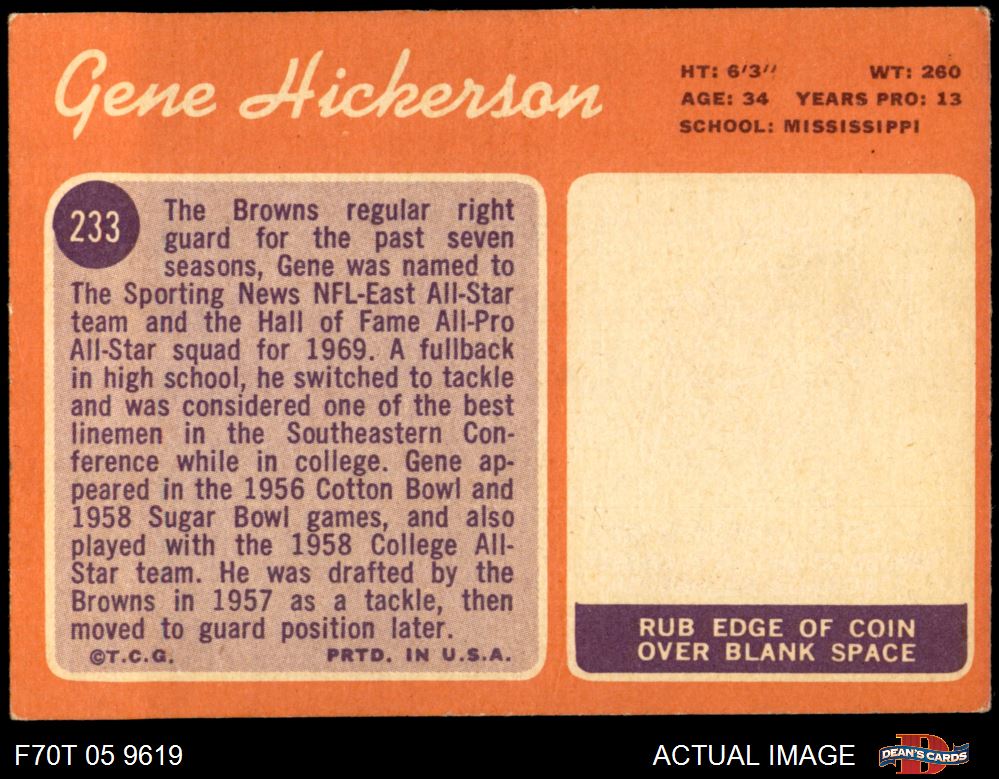 Gene Hickerson
HT: 6'3" WT: 260
AGE: 34 YEARS PRO: 13
SCHOOL: MISSISSIPPI
233
The Browns regular right
guard for the past seven
seasons, Gene was named to
The Sporting News NFL-East All-Star
team and the Hall of Fame All-Pro
All-Star squad for 1969. A fullback
in high school, he switched to tackle
and was considered one of the best
linemen in the Southeastern Con-
ference while in college. Gene ap-
peared in the 1956 Cotton Bowl and
1958 Sugar Bowl games, and also
played with the 1958 College All-
Star team. He was drafted by the
Browns in 1957 as a tackle, then
moved to guard position later.
©T.C.G. PRTD. IN U.S.A.
RUB EDGE OF COIN
OVER BLANK SPACE
F70T 05 9619
ACTUAL IMAGE
DEAN'S CARDS